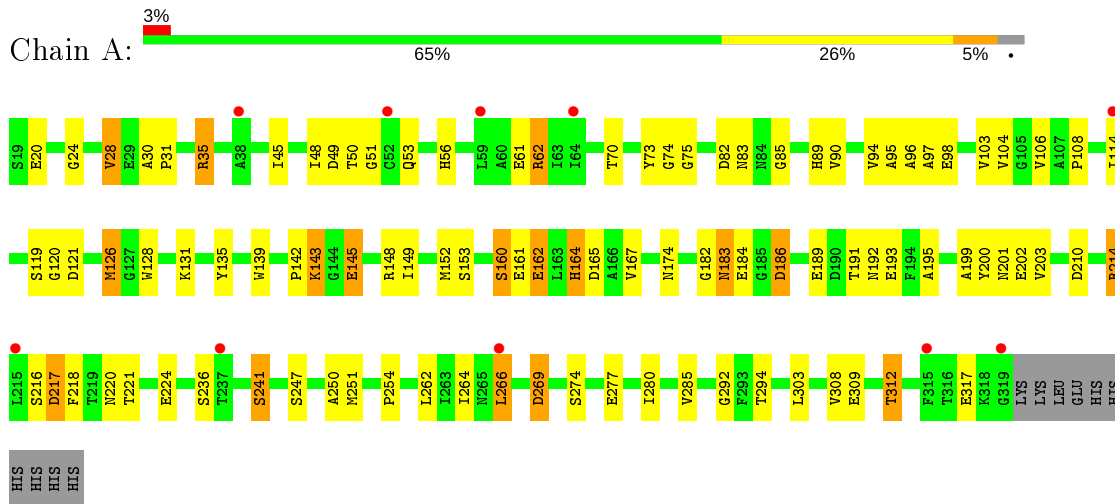 3%
Chain A:
65% 26% 5% •
S19 E20 G24 V28 E29 A30 P31 R35 A38 I45 I48 D49 T50 G51 C52 Q53 H56 L59 A60 E61 R62 I63 I64 T70 Y73 G74 G75 D82 N83 N84 G85 H89 V90 V94 A95 A96 A97 E98 V103 V104 G105 V106 A107 P108
S119 G120 D121 M126 G127 W128 K131 Y135 W139 P142 K143 G144 E145 R148 I149 M152 S153 S160 E161 E162 L163 H164 D165 A166 V167 N174 G182 N183 E184 G185 D186 E189 D190 T191 N192 E193 F194 A195 A199 Y200 N201 E202 V203 D210
L215 S216 D217 F218 T219 N220 T221 E224 S236 T237 S241 S247 A250 M251 P254 L262 I263 I264 N265 L266 D269 S274 E277 I280 V285 G292 F293 T294 L303 V308 E309 T312 F315 T316 E317 K318 G319 LYS LYS LEU GLU HIS HIS
HIS HIS HIS HIS